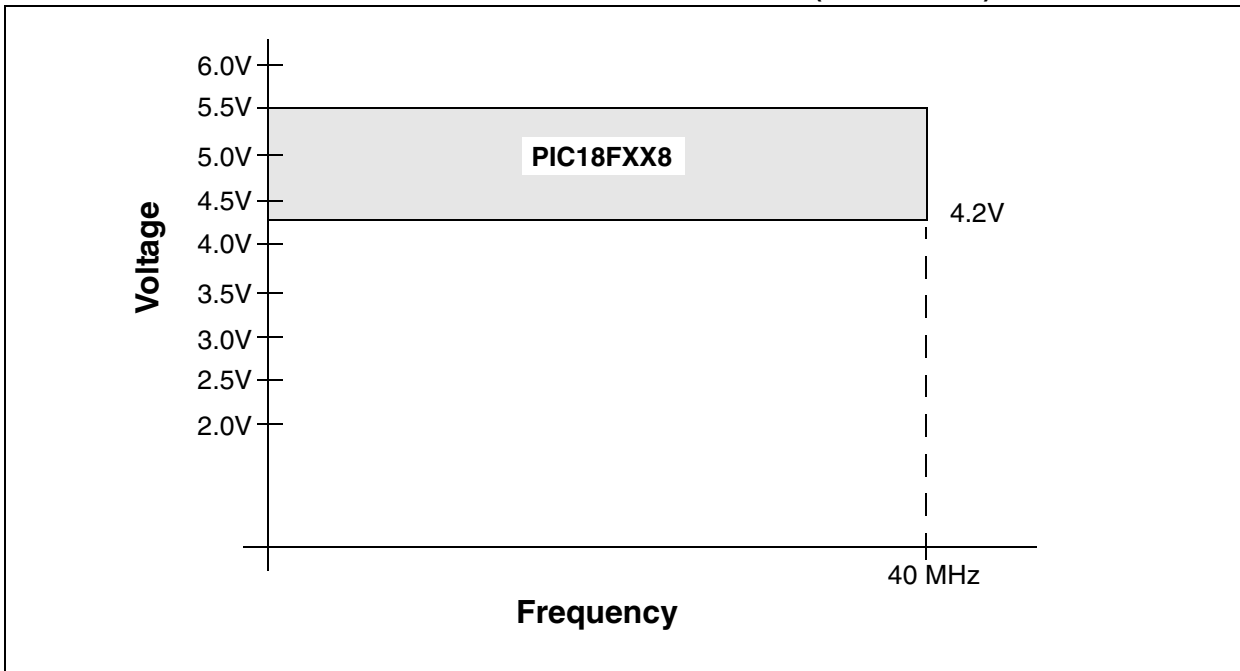 6.0V
5.5V
5.0V
4.5V
4.0V
3.5V
3.0V
2.5V
2.0V
Voltage
PIC18FXX8
4.2V
40 MHz
Frequency